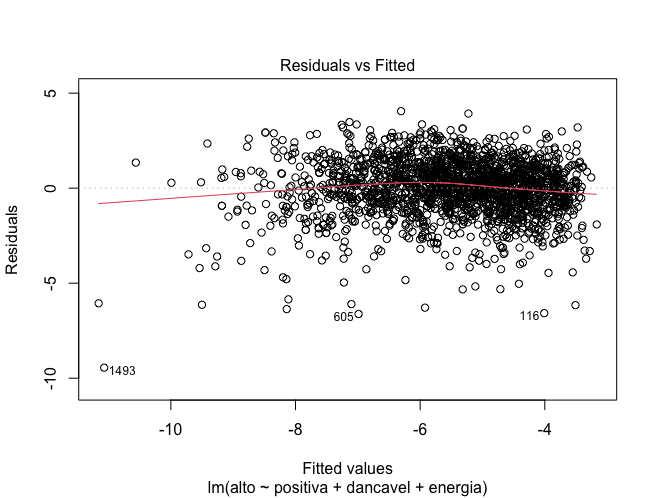 Residuals vs Fitted
Residuals
5
0
-5
-10
605
116
1493
-10 -8 -6 -4
Fitted values
lm(alto ~ positiva + dancavel + energia)